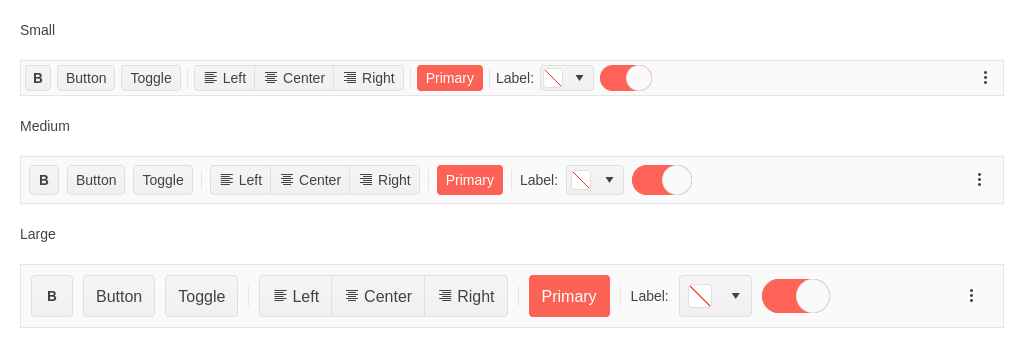 Small
B Button Toggle Left Center Right Primary Label:
Medium
B Button Toggle Left Center Right Primary Label:
Large
B Button Toggle Left Center Right Primary Label: